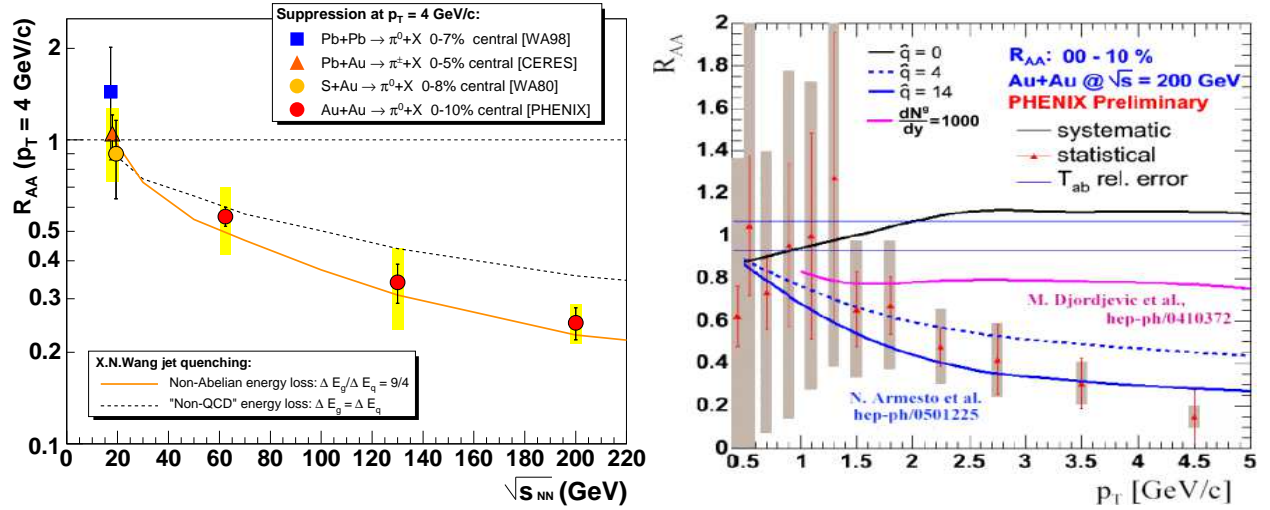 Suppression at p_T = 4 GeV/c:
Pb+Pb → π⁰+X 0-7% central [WA98]
Pb+Au → π±+X 0-5% central [CERES]
S+Au → π⁰+X 0-8% central [WA80]
Au+Au → π⁰+X 0-10% central [PHENIX]
R_AA (p_T = 4 GeV/c)
2
1
0.5
0.4
0.3
0.2
0.1
X.N.Wang jet quenching:
Non-Abelian energy loss: Δ E_g/Δ E_q = 9/4
"Non-QCD" energy loss: Δ E_g = Δ E_q
0 20 40 60 80 100 120 140 160 180 200 220
√s_NN (GeV)
R_AA
2
1.8
1.6
1.4
1.2
1
0.8
0.6
0.4
0.2
0
q̂ = 0
q̂ = 4
q̂ = 14
dN^g/dy=1000
R_AA: 00 - 10 %
Au+Au @ √s = 200 GeV
PHENIX Preliminary
systematic
statistical
T_ab rel. error
M. Djordjevic et al.,
hep-ph/0410372
N. Armesto et al.
hep-ph/0501225
0.5 1 1.5 2 2.5 3 3.5 4 4.5 5
p_T [GeV/c]